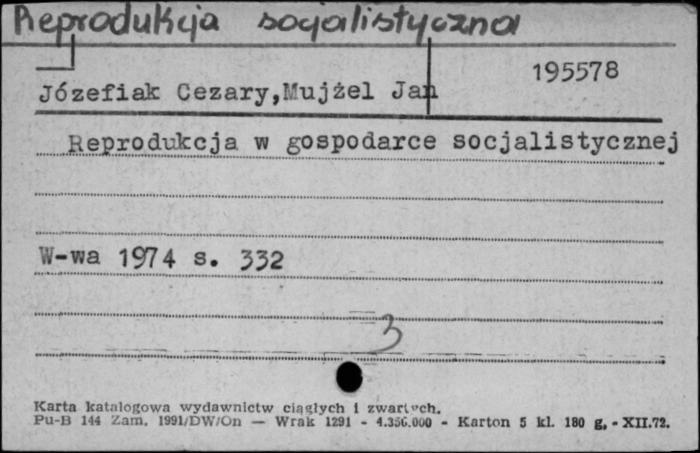 Reprodukcja socjalistyczna
195578
Józefiak Cezary,Mujżel Jan
Reprodukcja w gospodarce socjalistycznej
W-wa 1974 s. 332
3
Karta katalogowa wydawnictw ciągłych i zwartych.
Pu-B 144 Zam. 1991/DW/On — Wrak 1291 - 4.356.000 - Karton 5 kl. 180 g. - XII.72.